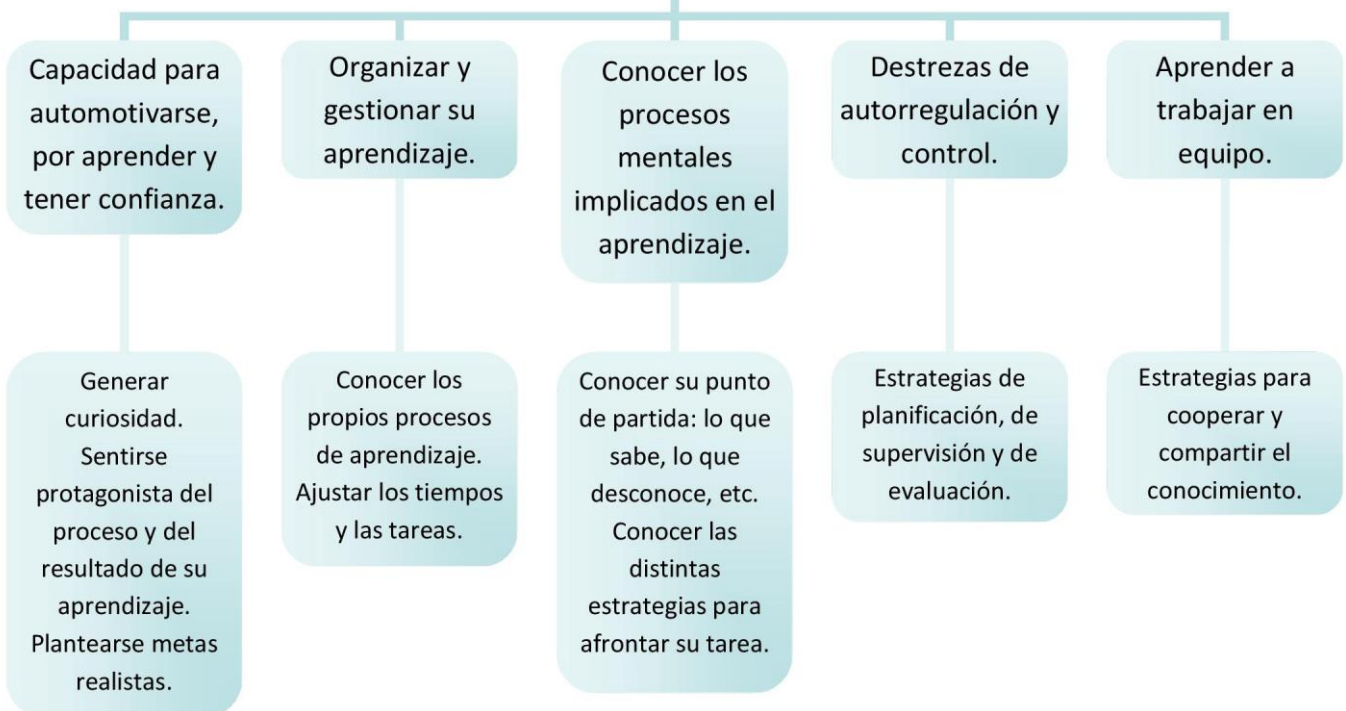 Capacidad para
automotivarse,
por aprender y
tener confianza.
Organizar y
gestionar su
aprendizaje.
Conocer los
procesos
mentales
implicados en el
aprendizaje.
Destrezas de
autorregulación y
control.
Aprender a
trabajar en
equipo.
Generar
curiosidad.
Sentirse
protagonista del
proceso y del
resultado de su
aprendizaje.
Plantearse metas
realistas.
Conocer los
propios procesos
de aprendizaje.
Ajustar los tiempos
y las tareas.
Conocer su punto
de partida: lo que
sabe, lo que
desconoce, etc.
Conocer las
distintas
estrategias para
afrontar su tarea.
Estrategias de
planificación, de
supervisión y de
evaluación.
Estrategias para
cooperar y
compartir el
conocimiento.